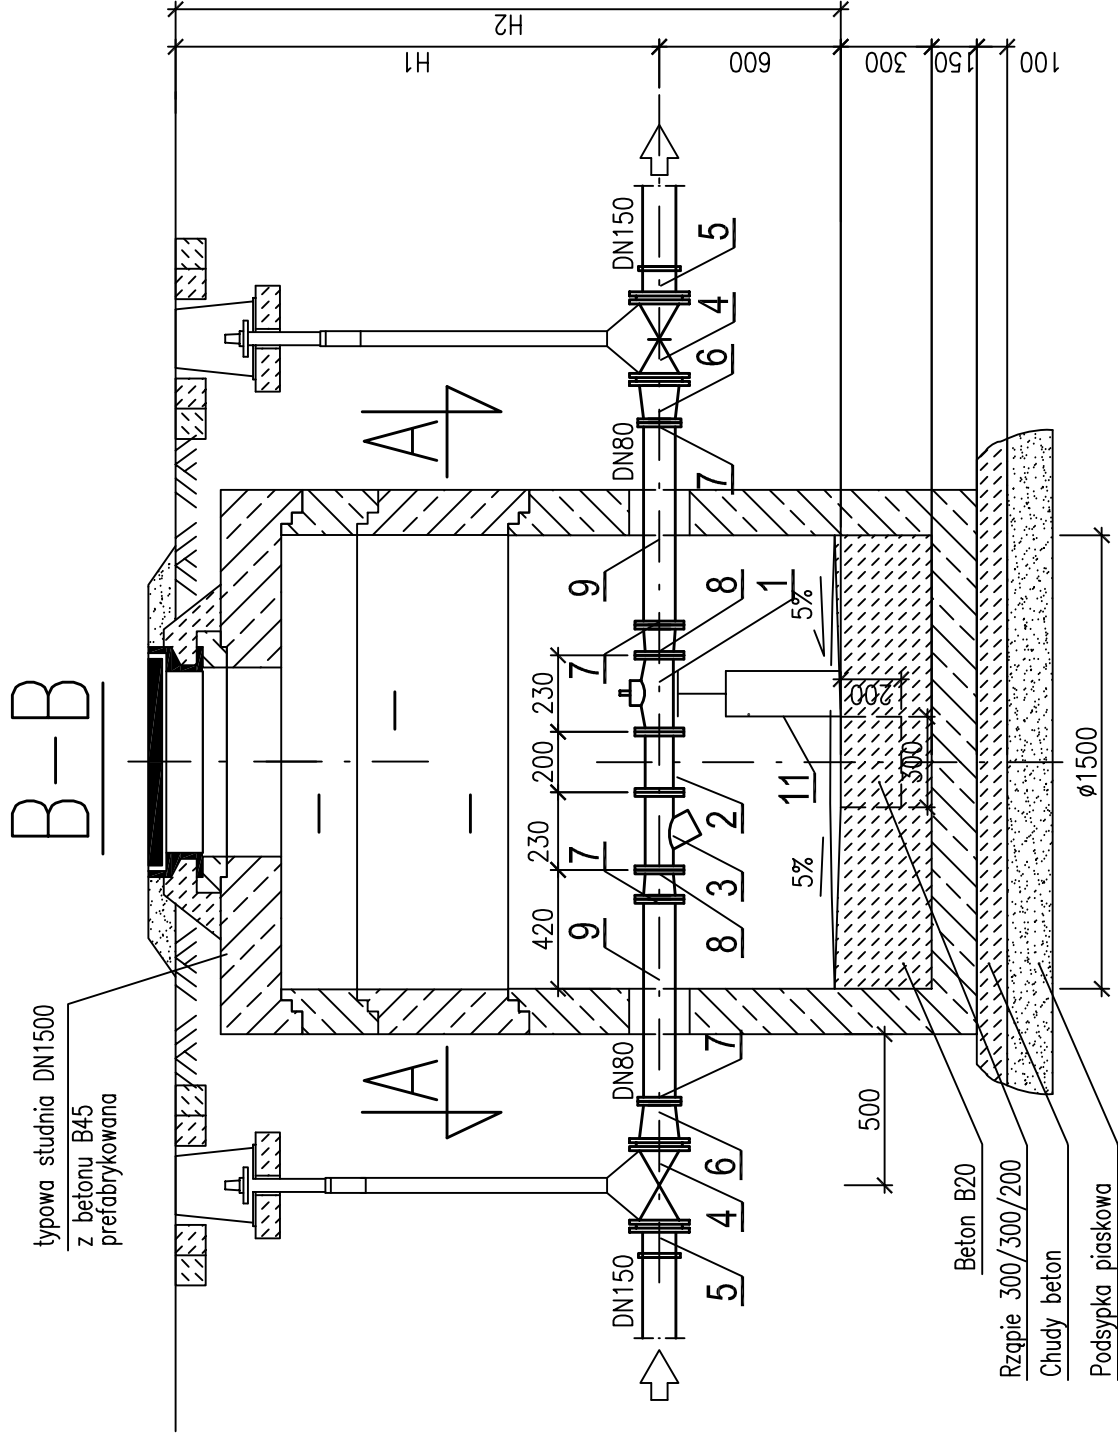 B-B
typowa studnia DN1500
z betonu B45
prefabrykowana
H2
H1
600
300
150
100
A
A
DN150
DN80
DN80
DN150
5
4
6
7
9
7
8
1
2
3
7
8
9
7
6
4
5
11
420
230
200
230
5%
5%
200
300
500
ø1500
Beton B20
Rząpie 300/300/200
Chudy beton
Podsypka piaskowa